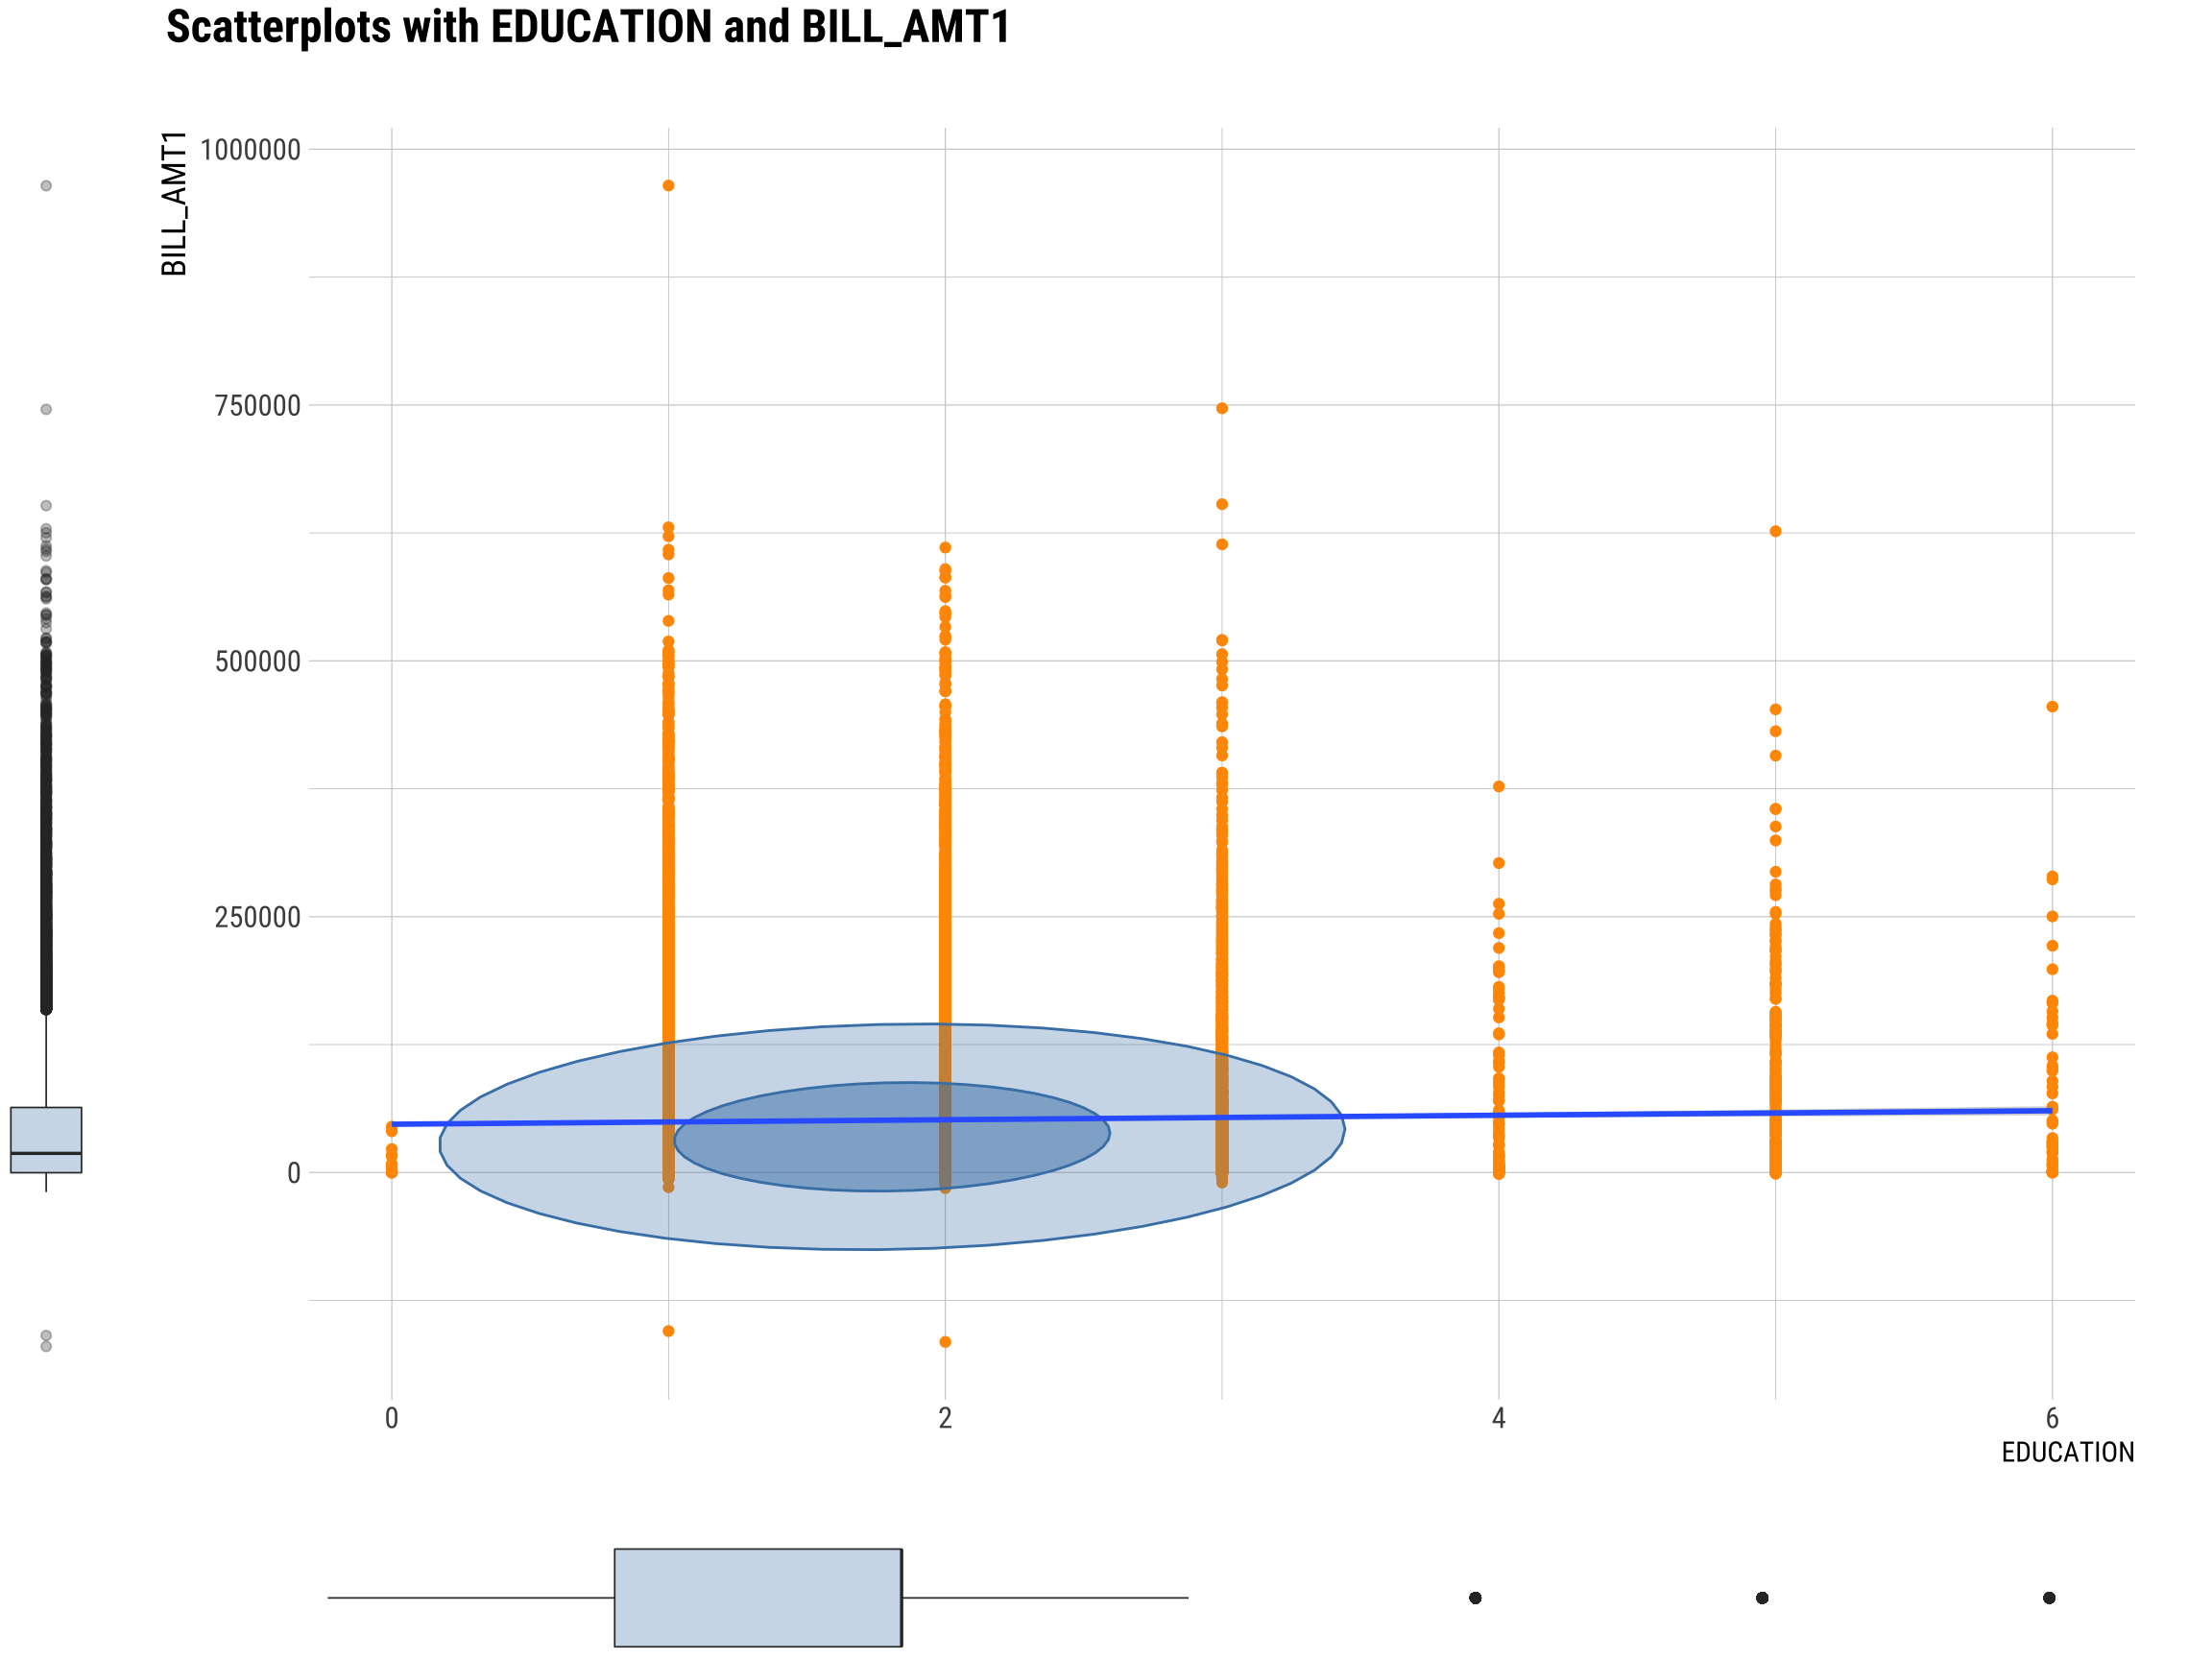 Scatterplots with EDUCATION and BILL_AMT1
BILL_AMT1
1000000
750000
500000
250000
0
0 2 4 6
EDUCATION